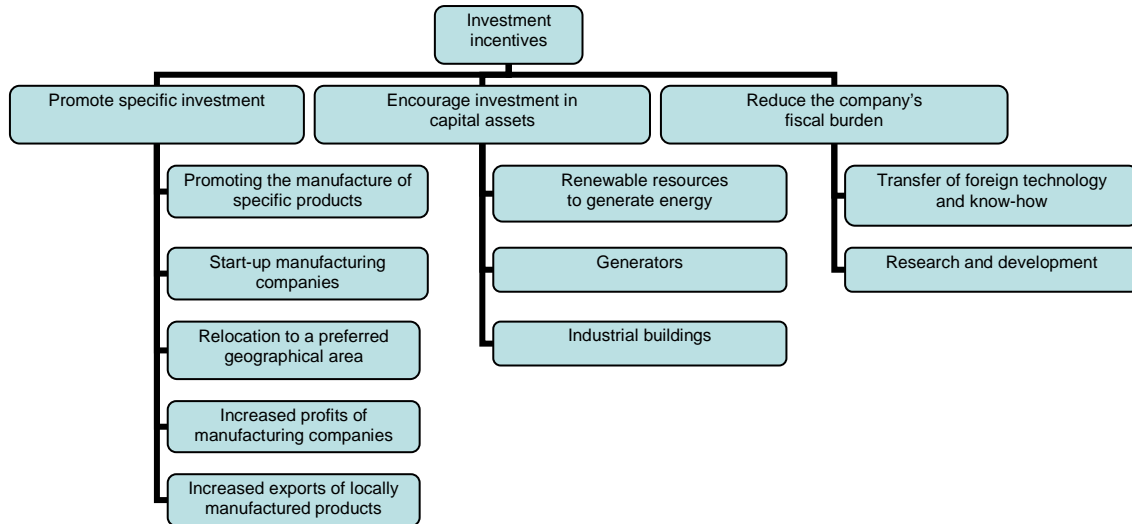 Investment
incentives
Promote specific investment
Encourage investment in
capital assets
Reduce the company's
fiscal burden
Promoting the manufacture of
specific products
Start-up manufacturing
companies
Relocation to a preferred
geographical area
Increased profits of
manufacturing companies
Increased exports of locally
manufactured products
Renewable resources
to generate energy
Generators
Industrial buildings
Transfer of foreign technology
and know-how
Research and development